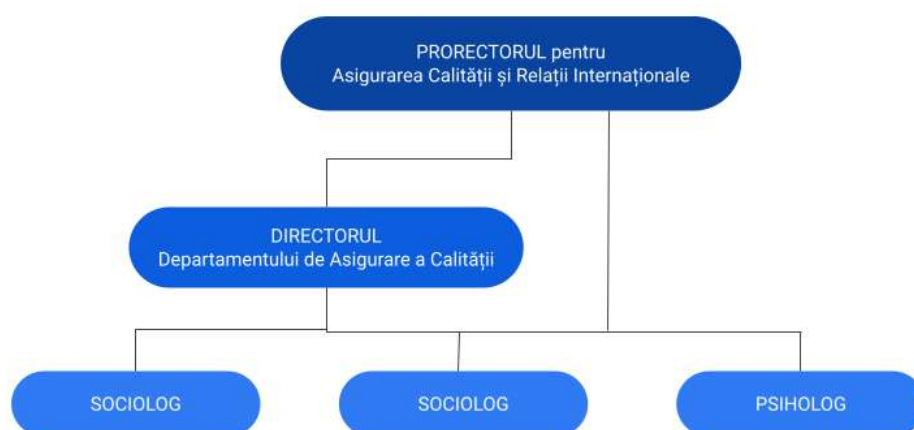 PRORECTORUL pentru
Asigurarea Calității și Relații Internaționale
DIRECTORUL
Departamentului de Asigurare a Calității
SOCIOLOG
SOCIOLOG
PSIHOLOG